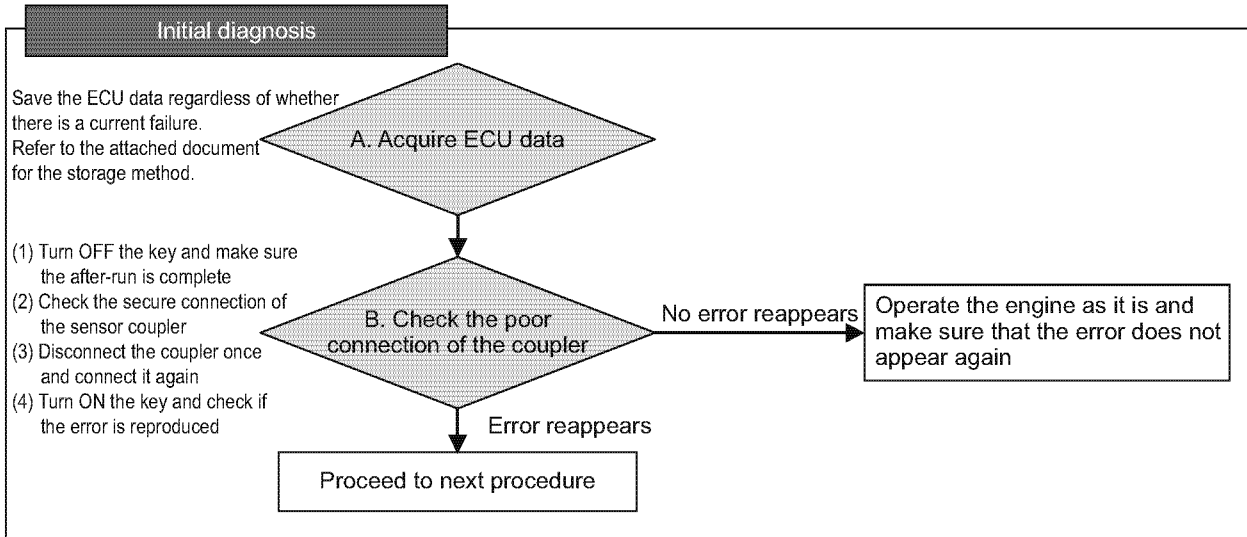 Initial diagnosis
Save the ECU data regardless of whether
there is a current failure.
Refer to the attached document
for the storage method.
A. Acquire ECU data
(1) Turn OFF the key and make sure
the after-run is complete
(2) Check the secure connection of
the sensor coupler
(3) Disconnect the coupler once
and connect it again
(4) Turn ON the key and check if
the error is reproduced
B. Check the poor
connection of the coupler
No error reappears
Operate the engine as it is and
make sure that the error does not
appear again
Error reappears
Proceed to next procedure